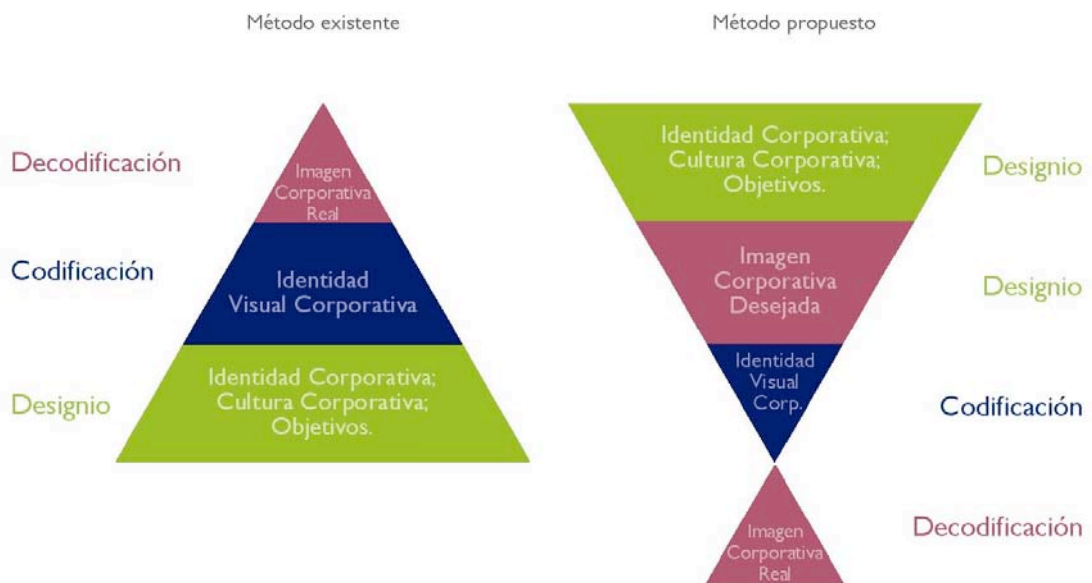 Método existente
Decodificación
Imagen
Corporativa
Real
Codificación
Identidad
Visual Corporativa
Designio
Identidad Corporativa;
Cultura Corporativa;
Objetivos.
Método propuesto
Identidad Corporativa;
Cultura Corporativa;
Objetivos.
Designio
Imagen
Corporativa
Desejada
Designio
Identidad
Visual
Corp.
Codificación
Imagen
Corporativa
Real
Decodificación